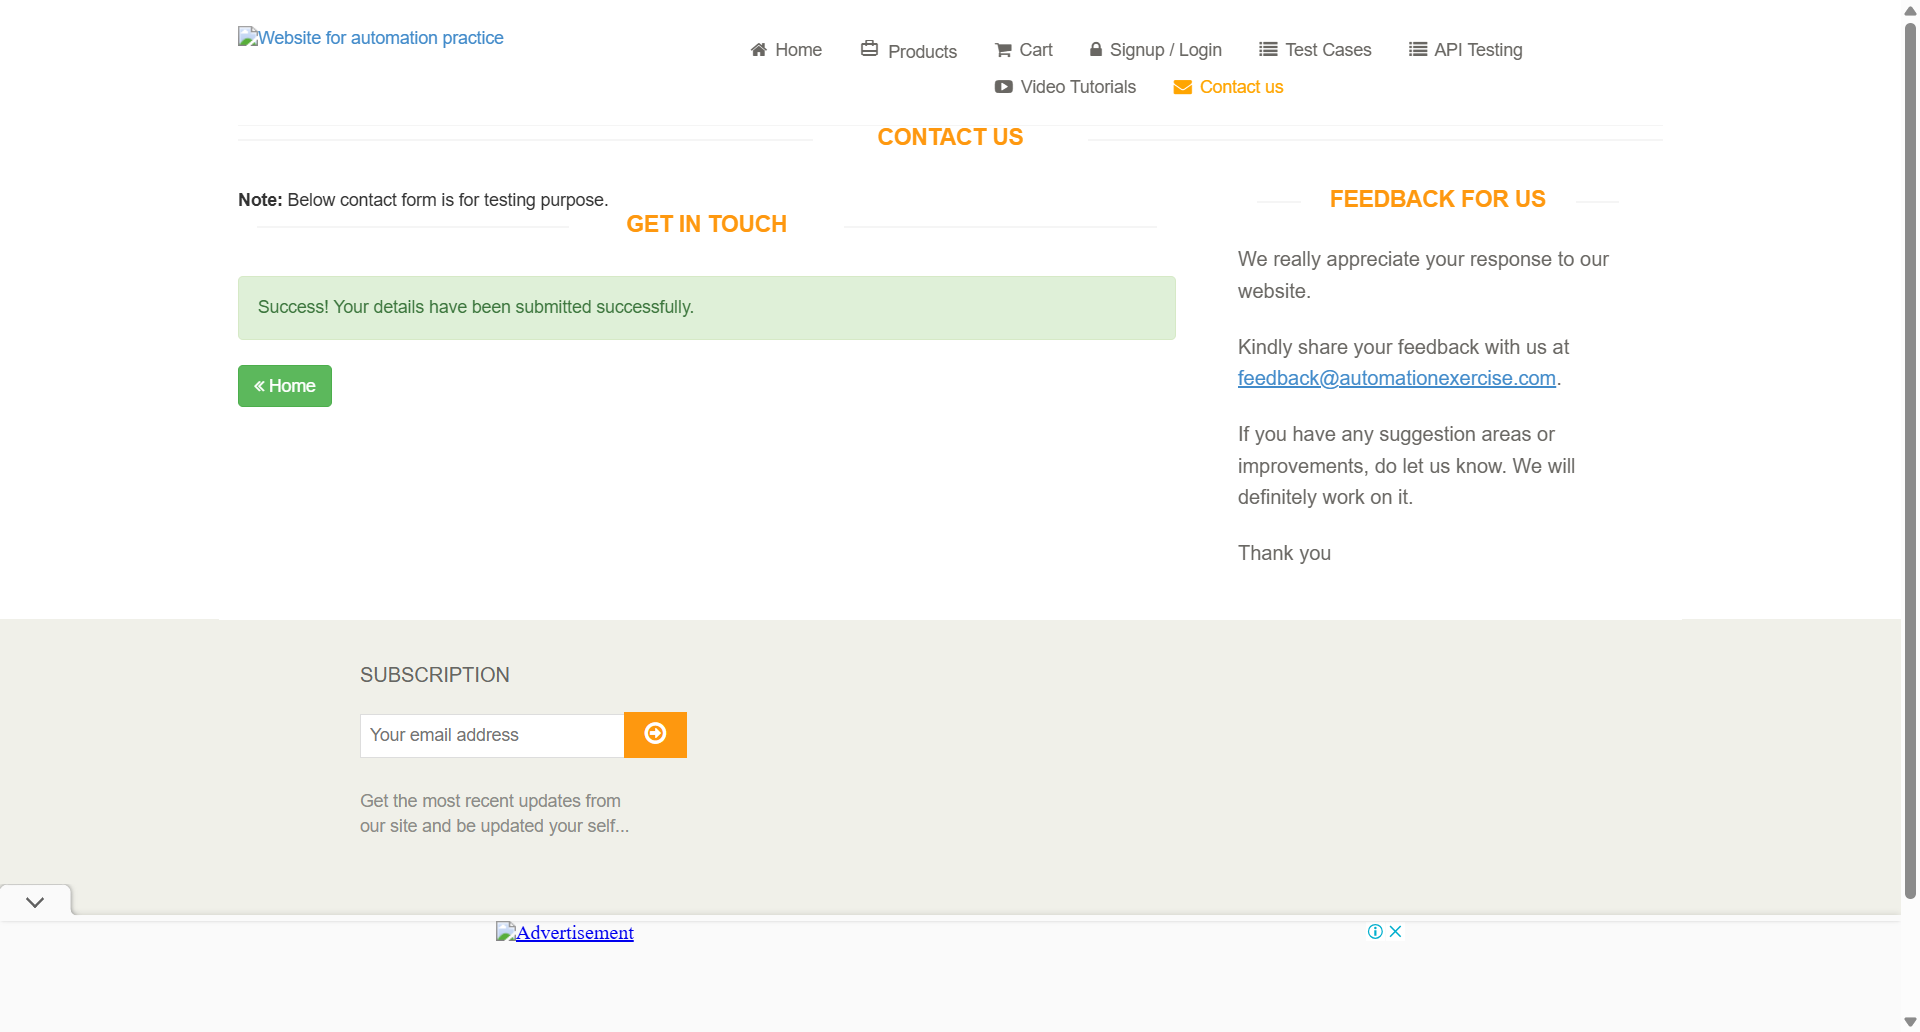 Website for automation practice
Home
Products
Cart
Signup / Login
Test Cases
API Testing
Video Tutorials
Contact us
CONTACT US
Note: Below contact form is for testing purpose.
GET IN TOUCH
Success! Your details have been submitted successfully.
« Home
FEEDBACK FOR US
We really appreciate your response to our
website.
Kindly share your feedback with us at
feedback@automationexercise.com.
If you have any suggestion areas or
improvements, do let us know. We will
definitely work on it.
Thank you
SUBSCRIPTION
Your email address
Get the most recent updates from
our site and be updated your self...
Advertisement